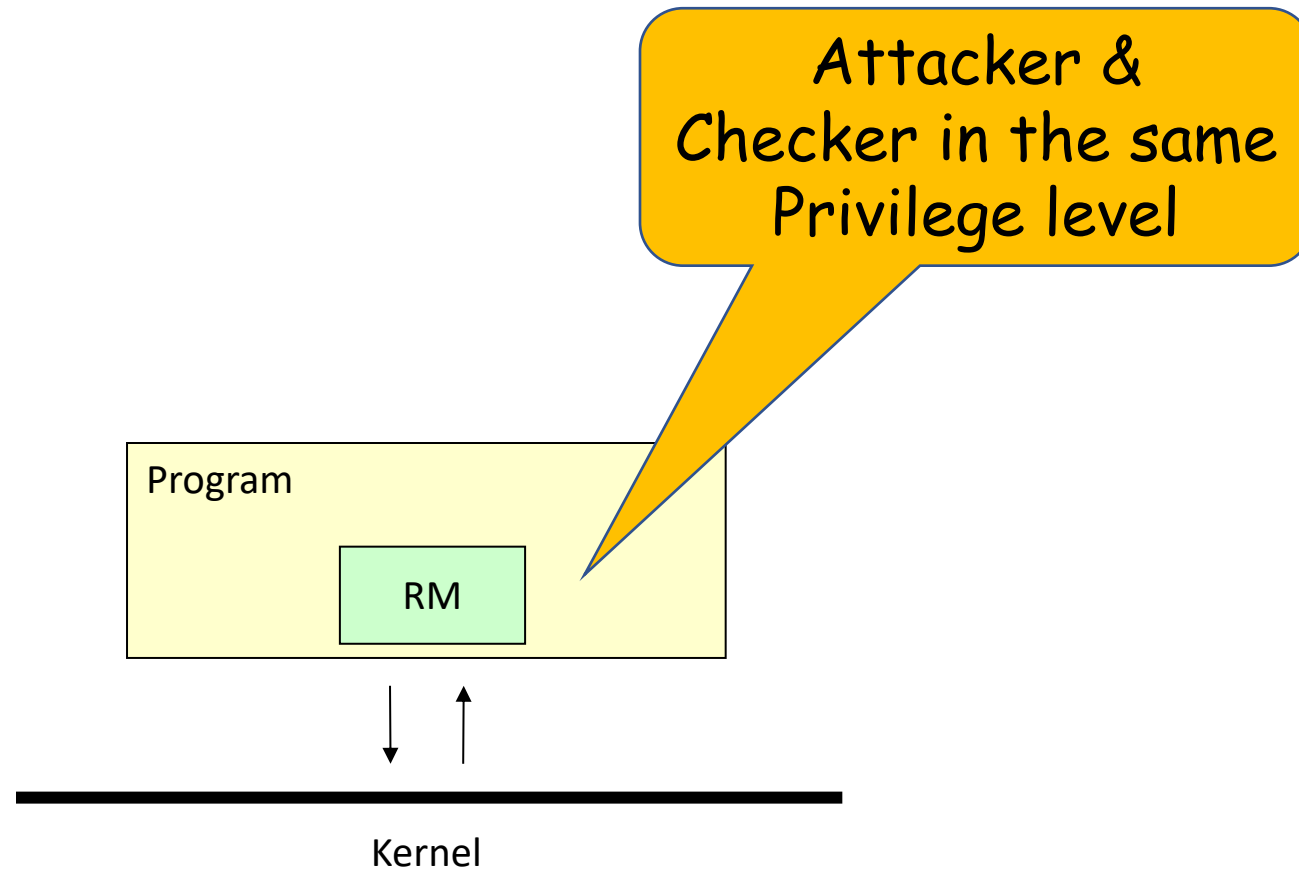 Attacker &
Checker in the same
Privilege level
Program
RM
Kernel